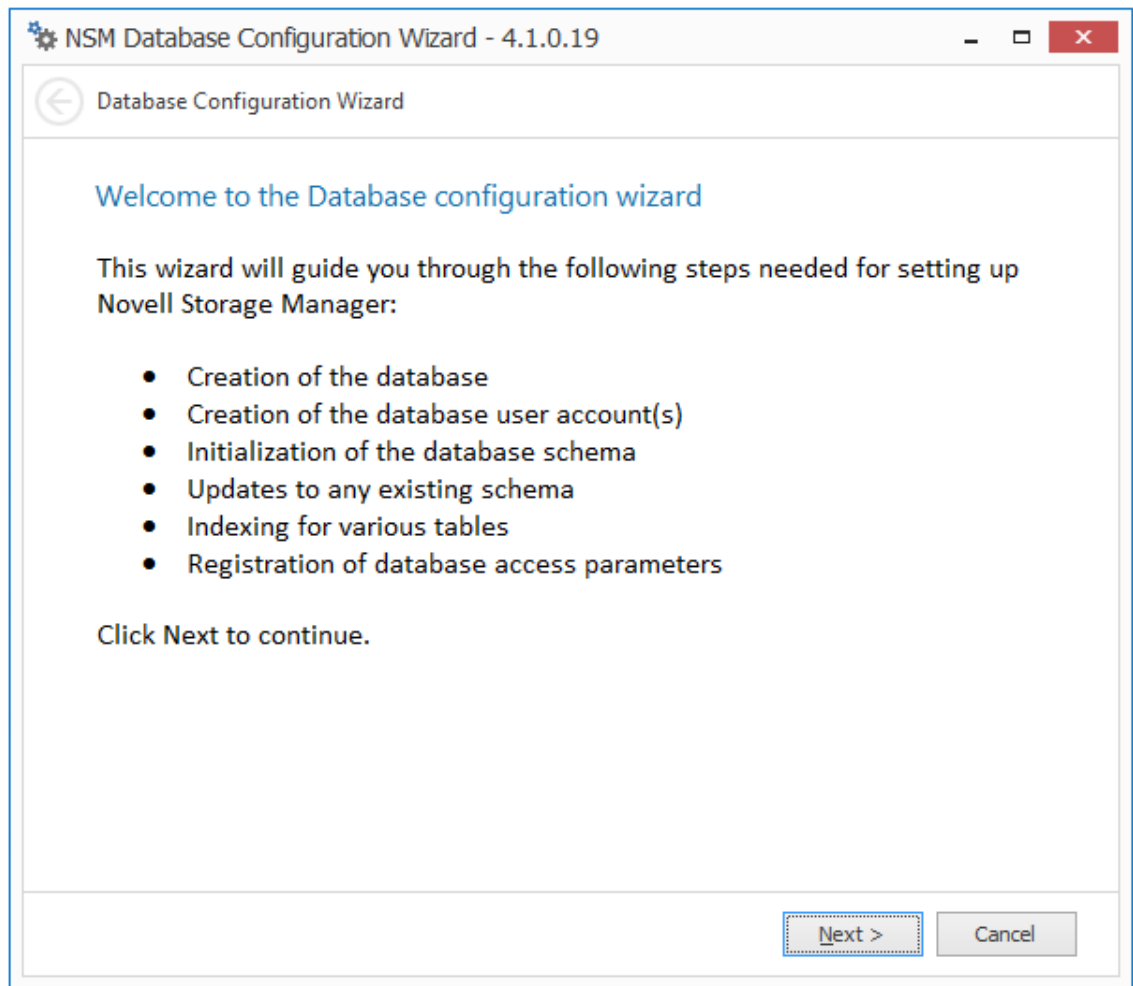 NSM Database Configuration Wizard - 4.1.0.19
Database Configuration Wizard
Welcome to the Database configuration wizard
This wizard will guide you through the following steps needed for setting up
Novell Storage Manager:
• Creation of the database
• Creation of the database user account(s)
• Initialization of the database schema
• Updates to any existing schema
• Indexing for various tables
• Registration of database access parameters
Click Next to continue.
Next >
Cancel